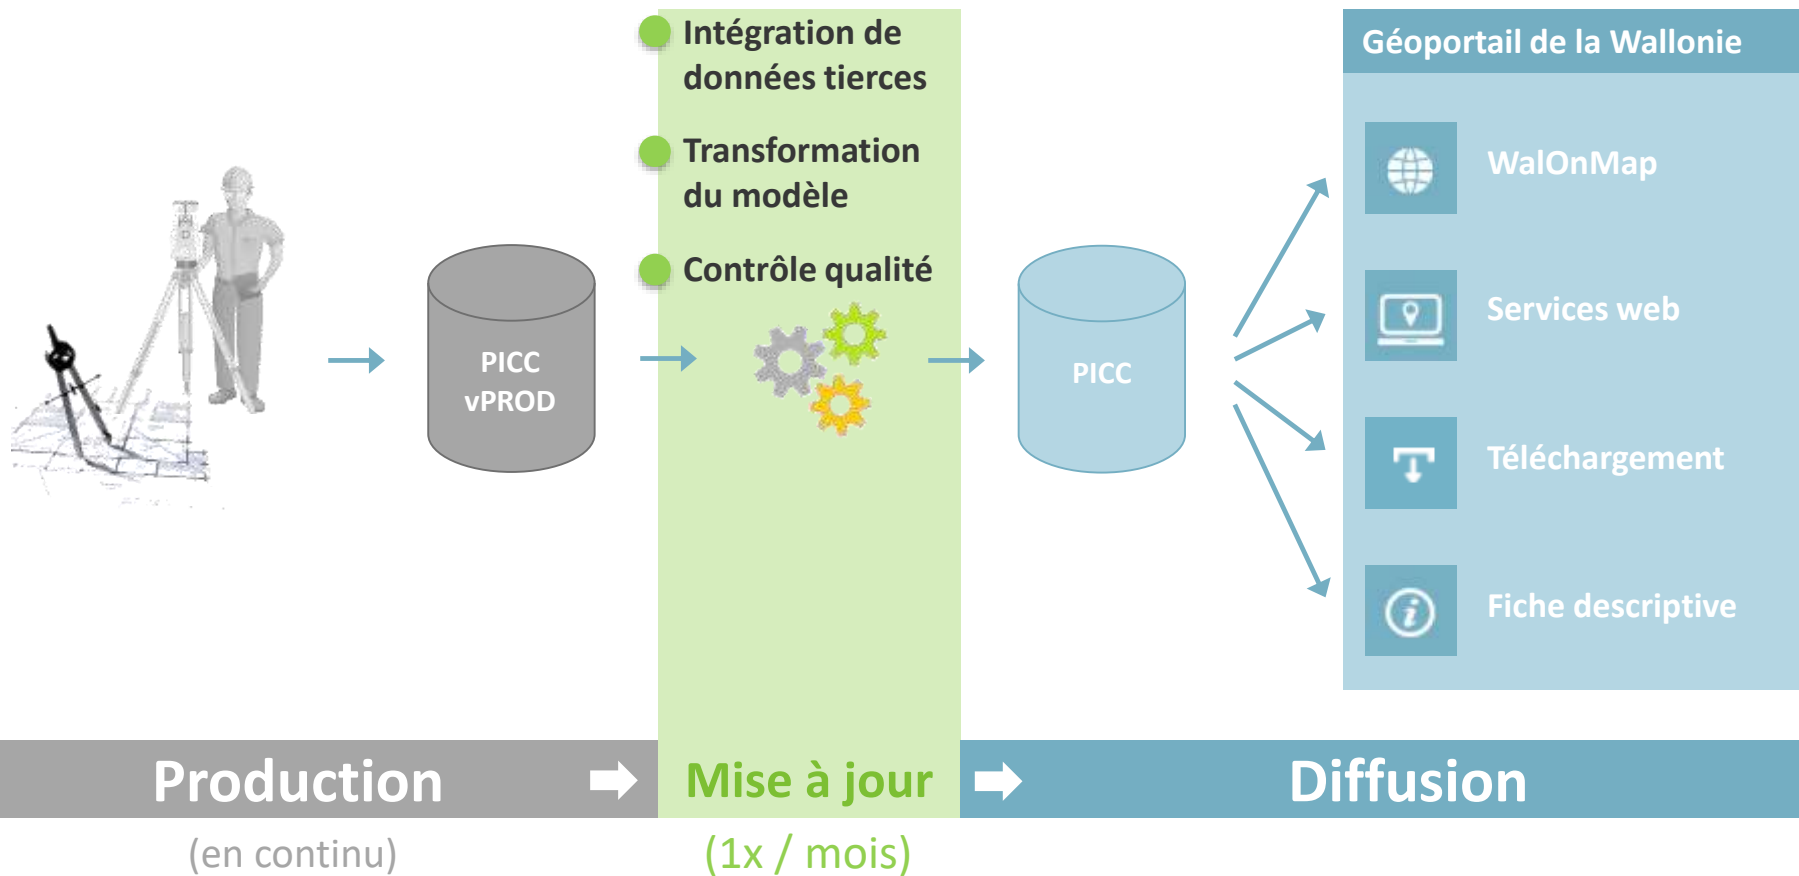 Intégration de
données tierces
Transformation
du modèle
Contrôle qualité
PICC
vPROD
PICC
Géoportail de la Wallonie
WalOnMap
Services web
Téléchargement
Fiche descriptive
Production
Mise à jour
Diffusion
(en continu)
(1x / mois)